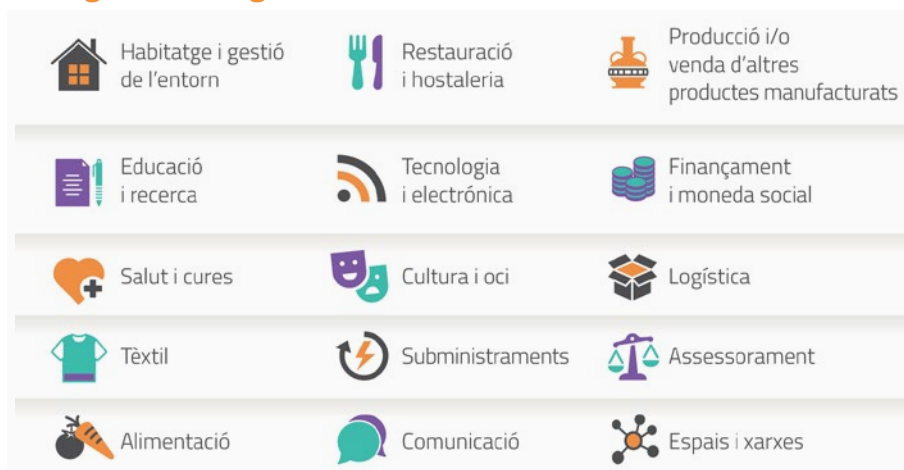 Habitatge i gestió
de l'entorn
Restauració
i hostaleria
Producció i/o
venda d'altres
productes manufacturats
Educació
i recerca
Tecnologia
i electrónica
Finançament
i moneda social
Salut i cures
Cultura i oci
Logística
Tèxtil
Subministraments
Assessorament
Alimentació
Comunicació
Espais i xarxes